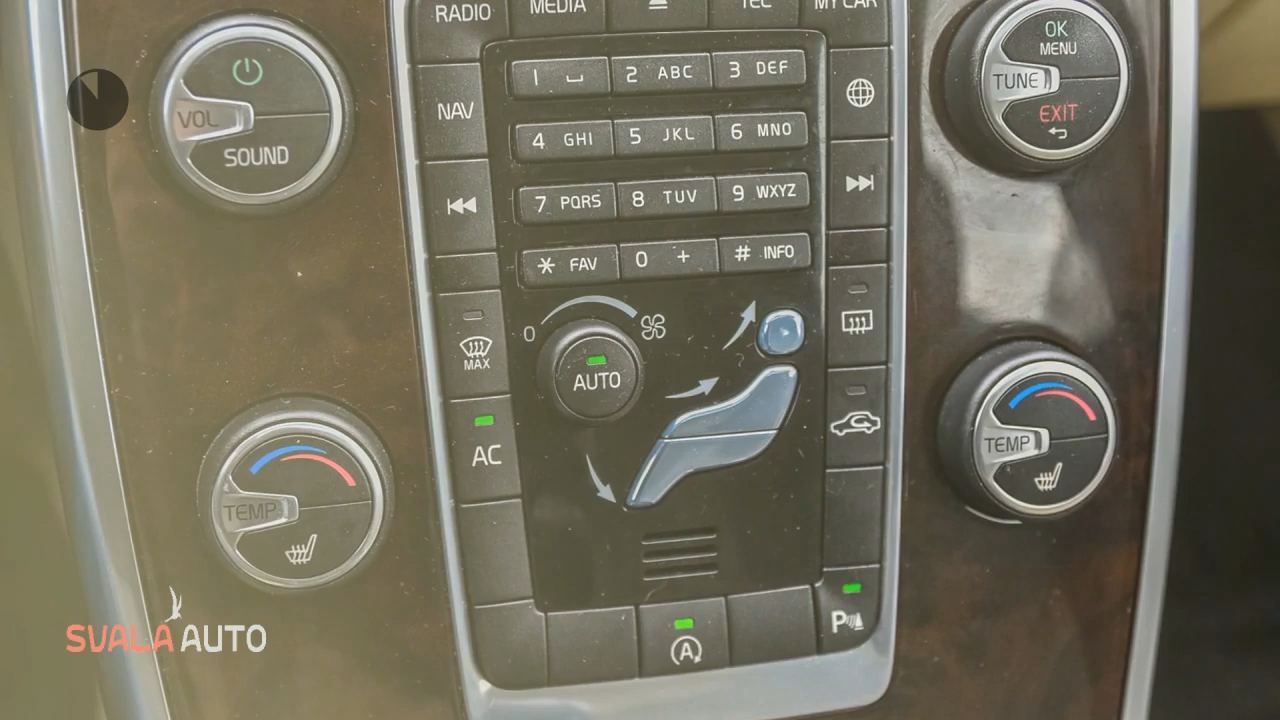 RADIO
MEDIA
TEL
MY CAR
VOL
SOUND
NAV
1
2 ABC
3 DEF
4 GHI
5 JKL
6 MNO
7 PQRS
8 TUV
9 WXYZ
* FAV
0 +
# INFO
OK
MENU
TUNE
EXIT
MAX
0
AUTO
AC
TEMP
TEMP
A
P
SVALA AUTO